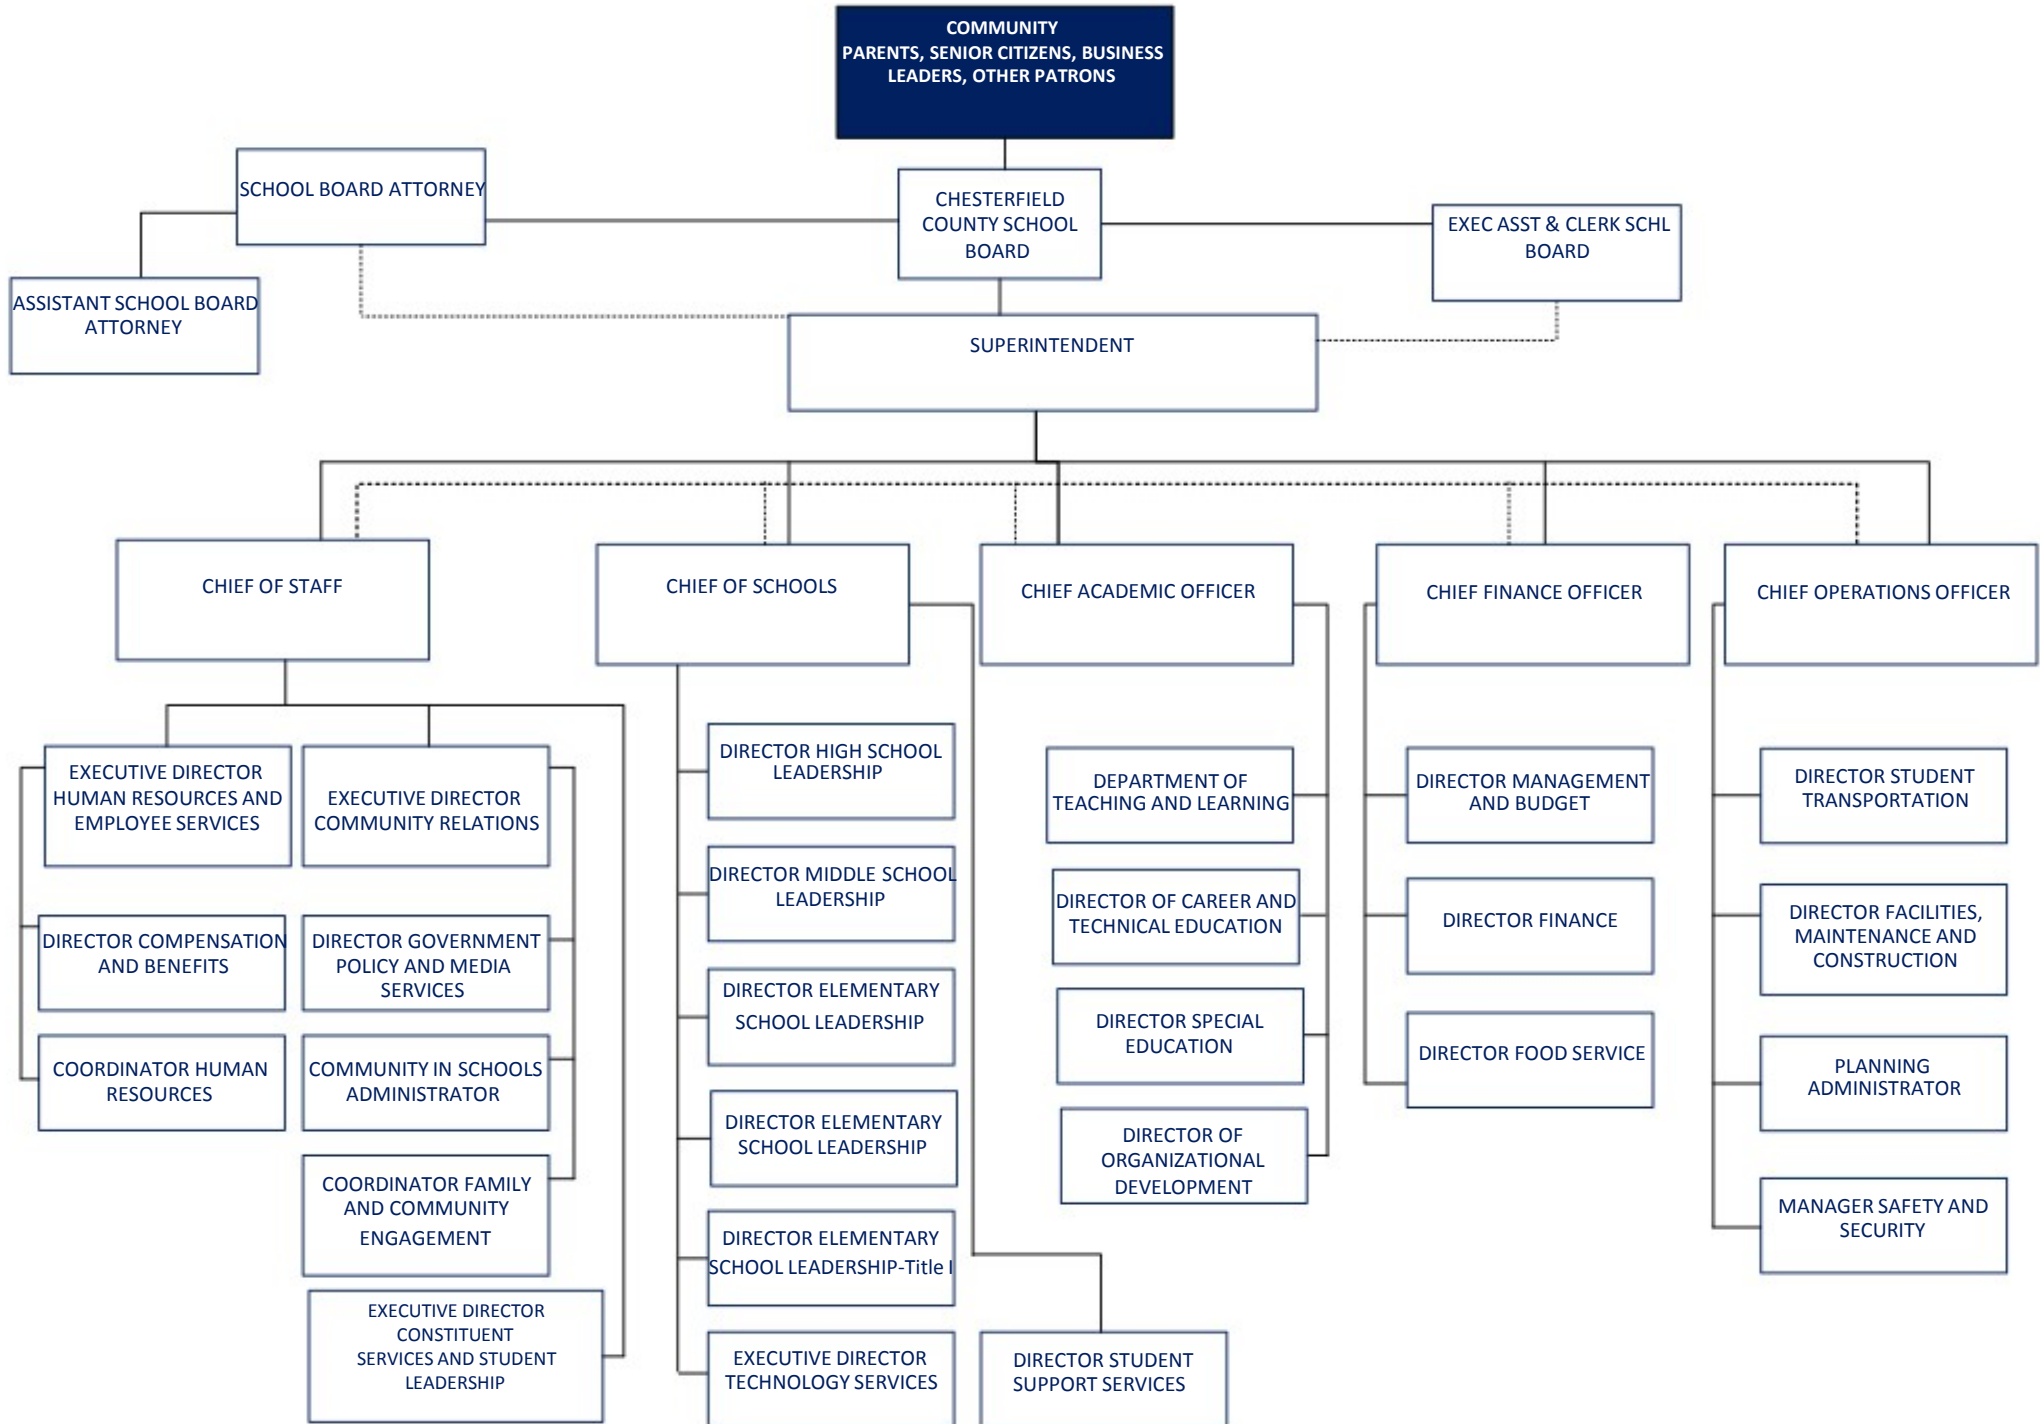 COMMUNITY
PARENTS, SENIOR CITIZENS, BUSINESS
LEADERS, OTHER PATRONS
SCHOOL BOARD ATTORNEY
CHESTERFIELD
COUNTY SCHOOL
BOARD
EXEC ASST & CLERK SCHL
BOARD
ASSISTANT SCHOOL BOARD
ATTORNEY
SUPERINTENDENT
CHIEF OF STAFF
CHIEF OF SCHOOLS
CHIEF ACADEMIC OFFICER
CHIEF FINANCE OFFICER
CHIEF OPERATIONS OFFICER
EXECUTIVE DIRECTOR
HUMAN RESOURCES AND
EMPLOYEE SERVICES
DIRECTOR COMPENSATION
AND BENEFITS
COORDINATOR HUMAN
RESOURCES
EXECUTIVE DIRECTOR
COMMUNITY RELATIONS
DIRECTOR GOVERNMENT
POLICY AND MEDIA
SERVICES
COMMUNITY IN SCHOOLS
ADMINISTRATOR
COORDINATOR FAMILY
AND COMMUNITY
ENGAGEMENT
EXECUTIVE DIRECTOR
CONSTITUENT
SERVICES AND STUDENT
LEADERSHIP
DIRECTOR HIGH SCHOOL
LEADERSHIP
DIRECTOR MIDDLE SCHOOL
LEADERSHIP
DIRECTOR ELEMENTARY
SCHOOL LEADERSHIP
DIRECTOR ELEMENTARY
SCHOOL LEADERSHIP
DIRECTOR ELEMENTARY
SCHOOL LEADERSHIP-Title I
EXECUTIVE DIRECTOR
TECHNOLOGY SERVICES
DIRECTOR STUDENT
SUPPORT SERVICES
DEPARTMENT OF
TEACHING AND LEARNING
DIRECTOR OF CAREER AND
TECHNICAL EDUCATION
DIRECTOR SPECIAL
EDUCATION
DIRECTOR OF
ORGANIZATIONAL
DEVELOPMENT
DIRECTOR MANAGEMENT
AND BUDGET
DIRECTOR FINANCE
DIRECTOR FOOD SERVICE
DIRECTOR STUDENT
TRANSPORTATION
DIRECTOR FACILITIES,
MAINTENANCE AND
CONSTRUCTION
PLANNING
ADMINISTRATOR
MANAGER SAFETY AND
SECURITY